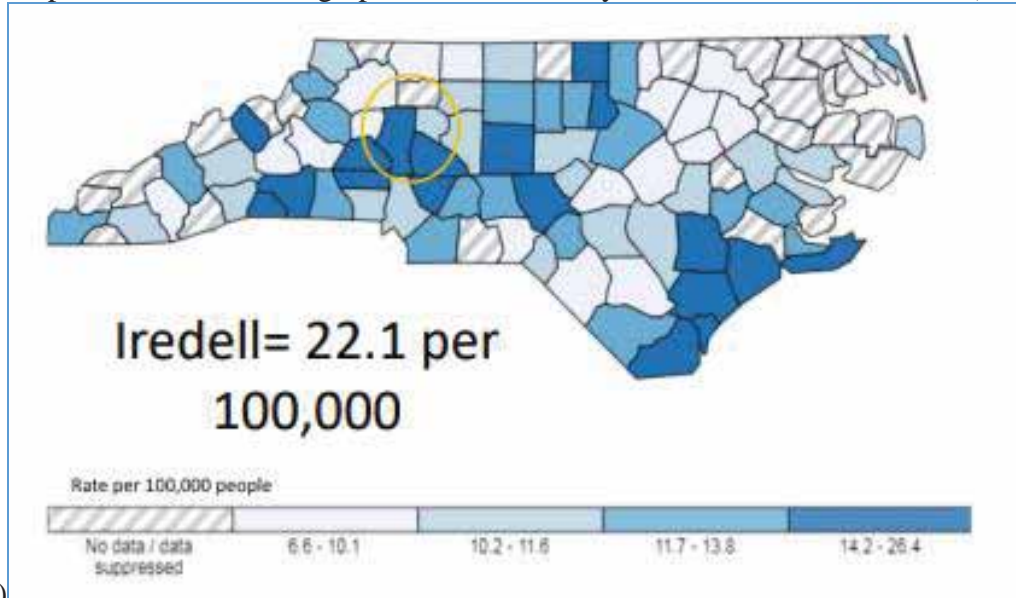 )
Iredell= 22.1 per
100,000
Rate per 100,000 people
No data / data
suppressed
6.6 - 10.1
10.2 - 11.6
11.7 - 13.8
14.2 - 26.4